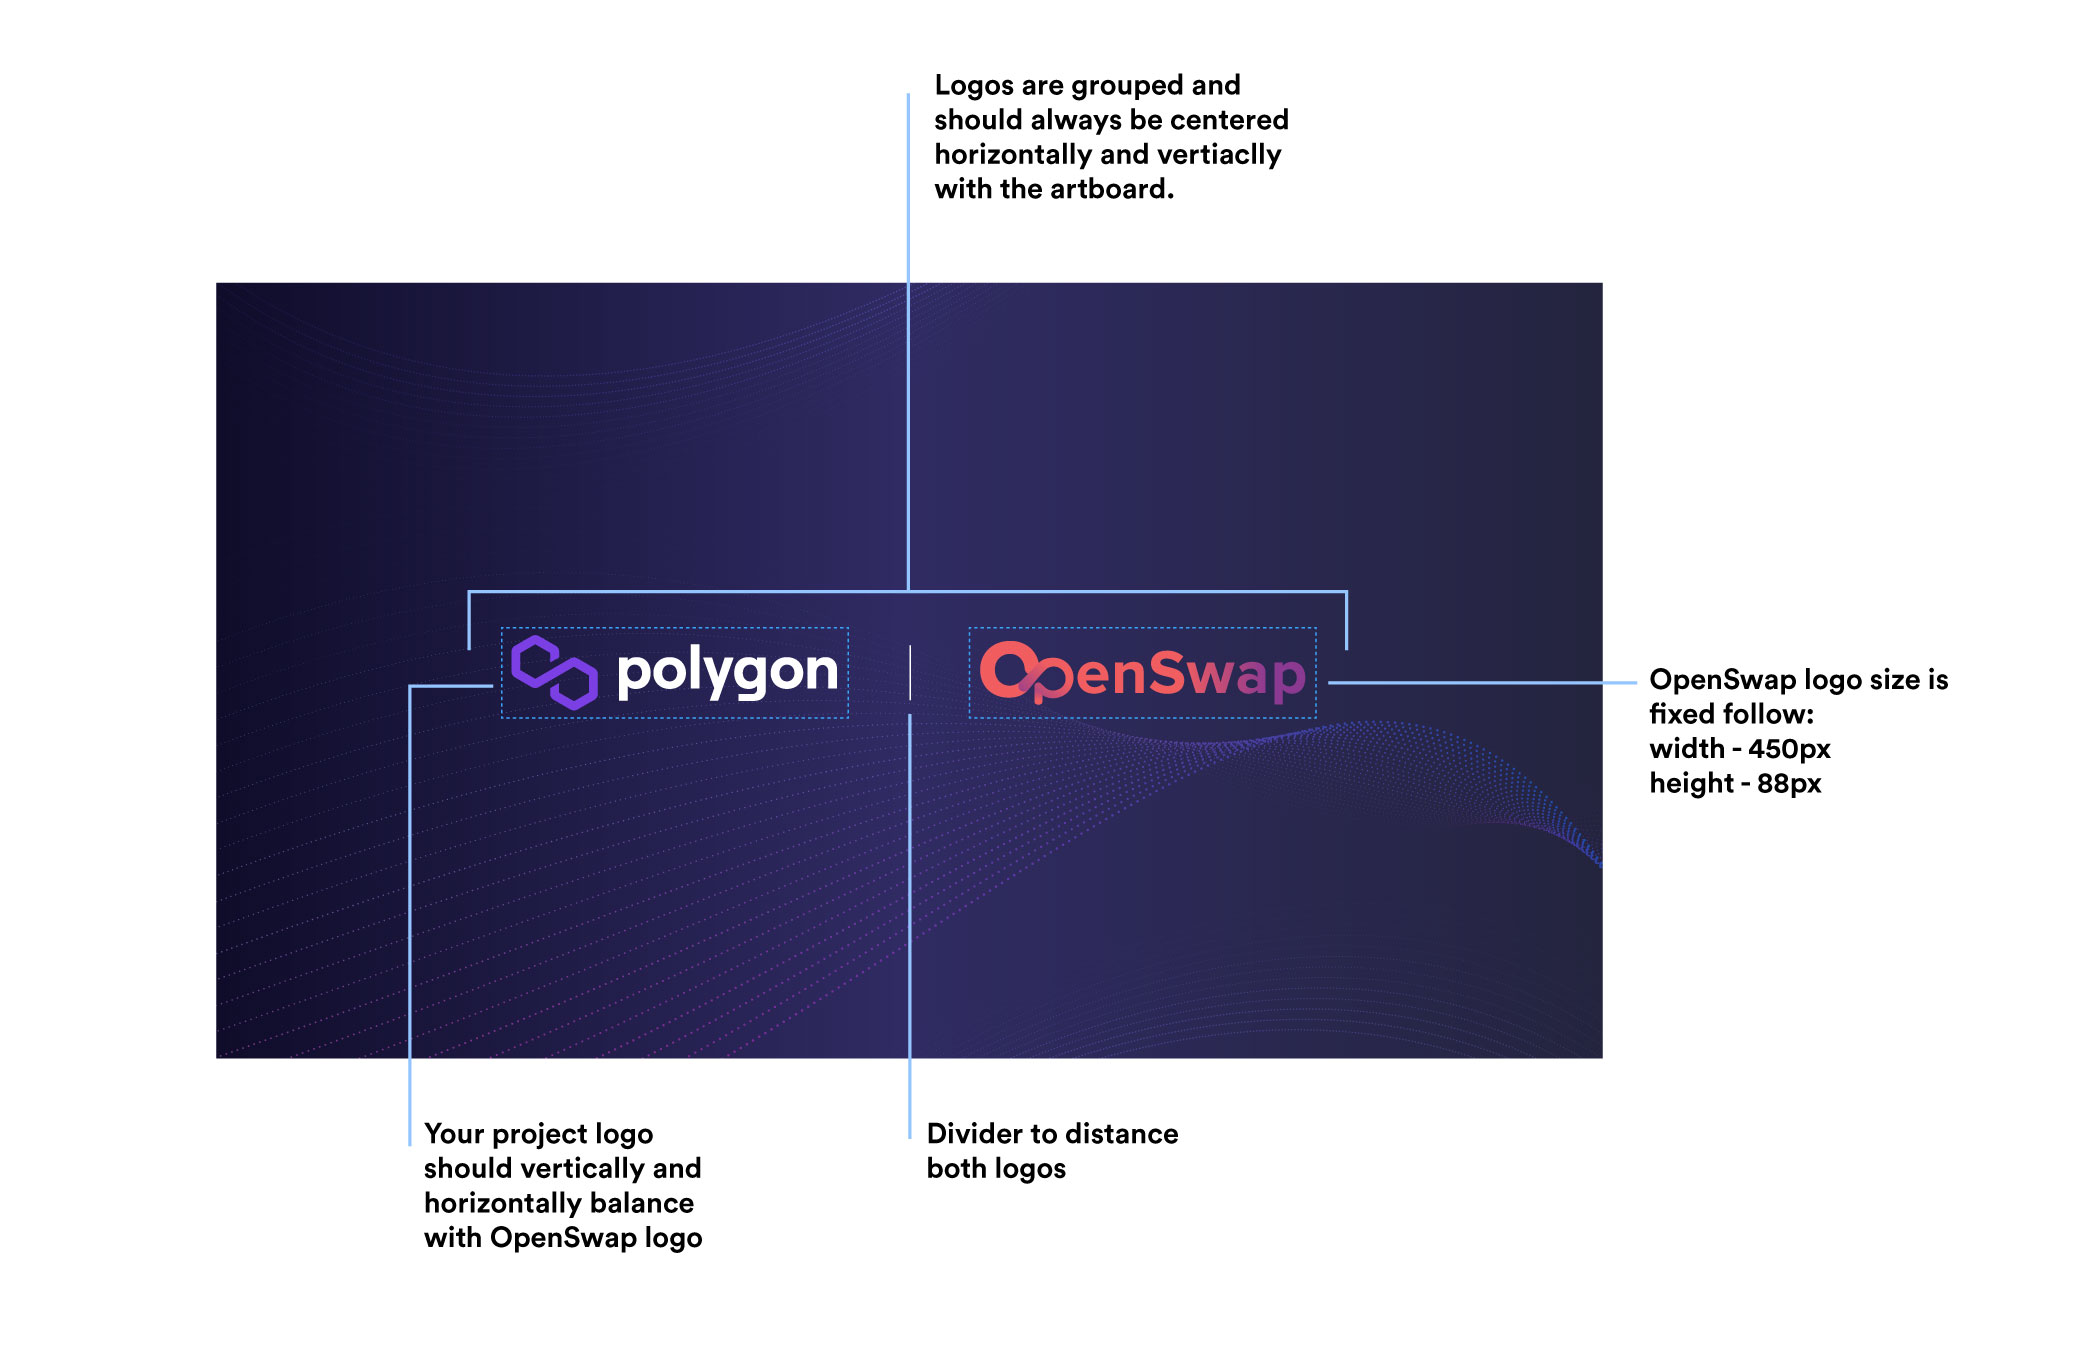 Logos are grouped and
should always be centered
horizontally and vertiaclly
with the artboard.
polygon
OpenSwap
OpenSwap logo size is
fixed follow:
width - 450px
height - 88px
Your project logo
should vertically and
horizontally balance
with OpenSwap logo
Divider to distance
both logos